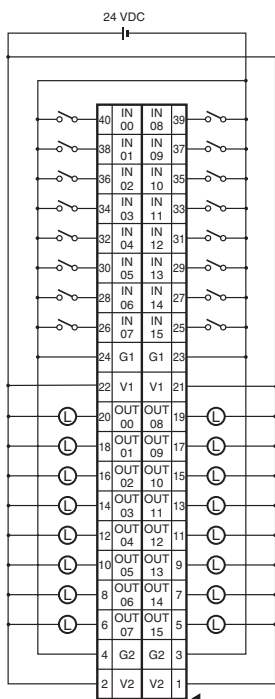 24 VDC
40 IN 00 IN 08 39
38 IN 01 IN 09 37
36 IN 02 IN 10 35
34 IN 03 IN 11 33
32 IN 04 IN 12 31
30 IN 05 IN 13 29
28 IN 06 IN 14 27
26 IN 07 IN 15 25
24 G1 G1 23
22 V1 V1 21
L 20 OUT 00 OUT 08 19 L
L 18 OUT 01 OUT 09 17 L
L 16 OUT 02 OUT 10 15 L
L 14 OUT 03 OUT 11 13 L
L 12 OUT 04 OUT 12 11 L
L 10 OUT 05 OUT 13 9 L
L 8 OUT 06 OUT 14 7 L
L 6 OUT 07 OUT 15 5 L
4 G2 G2 3
2 V2 V2 1